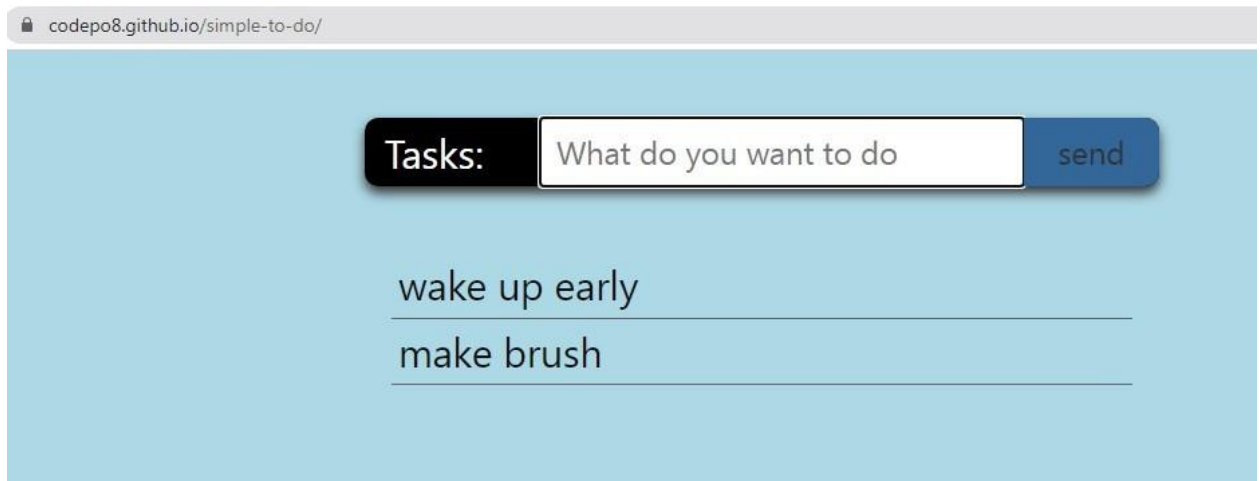 codepo8.github.io/simple-to-do/
Tasks: What do you want to do send
wake up early
make brush